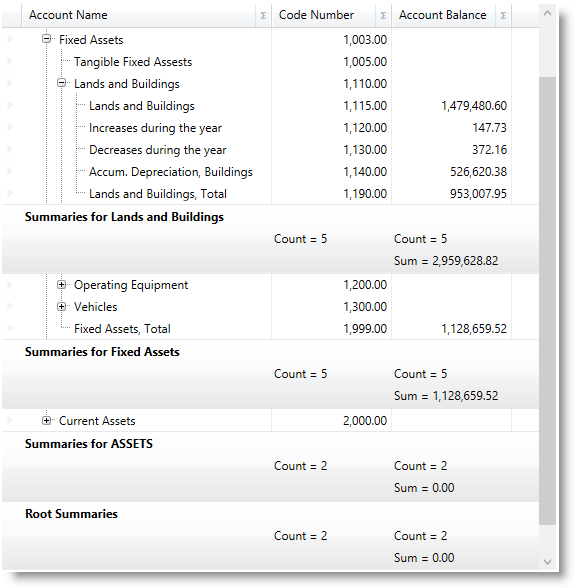 Account Name Σ Code Number Σ Account Balance Σ
Fixed Assets 1,003.00
Tangible Fixed Assests 1,005.00
Lands and Buildings 1,110.00
Lands and Buildings 1,115.00 1,479,480.60
Increases during the year 1,120.00 147.73
Decreases during the year 1,130.00 372.16
Accum. Depreciation, Buildings 1,140.00 526,620.38
Lands and Buildings, Total 1,190.00 953,007.95
Summaries for Lands and Buildings
Count = 5 Count = 5
Sum = 2,959,628.82
Operating Equipment 1,200.00
Vehicles 1,300.00
Fixed Assets, Total 1,999.00 1,128,659.52
Summaries for Fixed Assets
Count = 5 Count = 5
Sum = 1,128,659.52
Current Assets 2,000.00
Summaries for ASSETS
Count = 2 Count = 2
Sum = 0.00
Root Summaries
Count = 2 Count = 2
Sum = 0.00